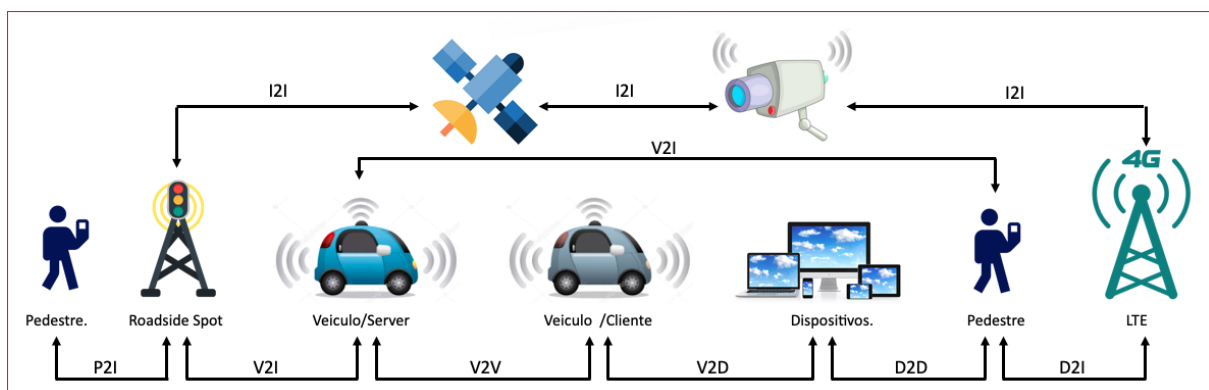 I2I
I2I
I2I
V2I
4G
Pedestre.
Roadside Spot
Veiculo/Server
Veiculo /Cliente
Dispositivos.
Pedestre
LTE
P2I
V2I
V2V
V2D
D2D
D2I